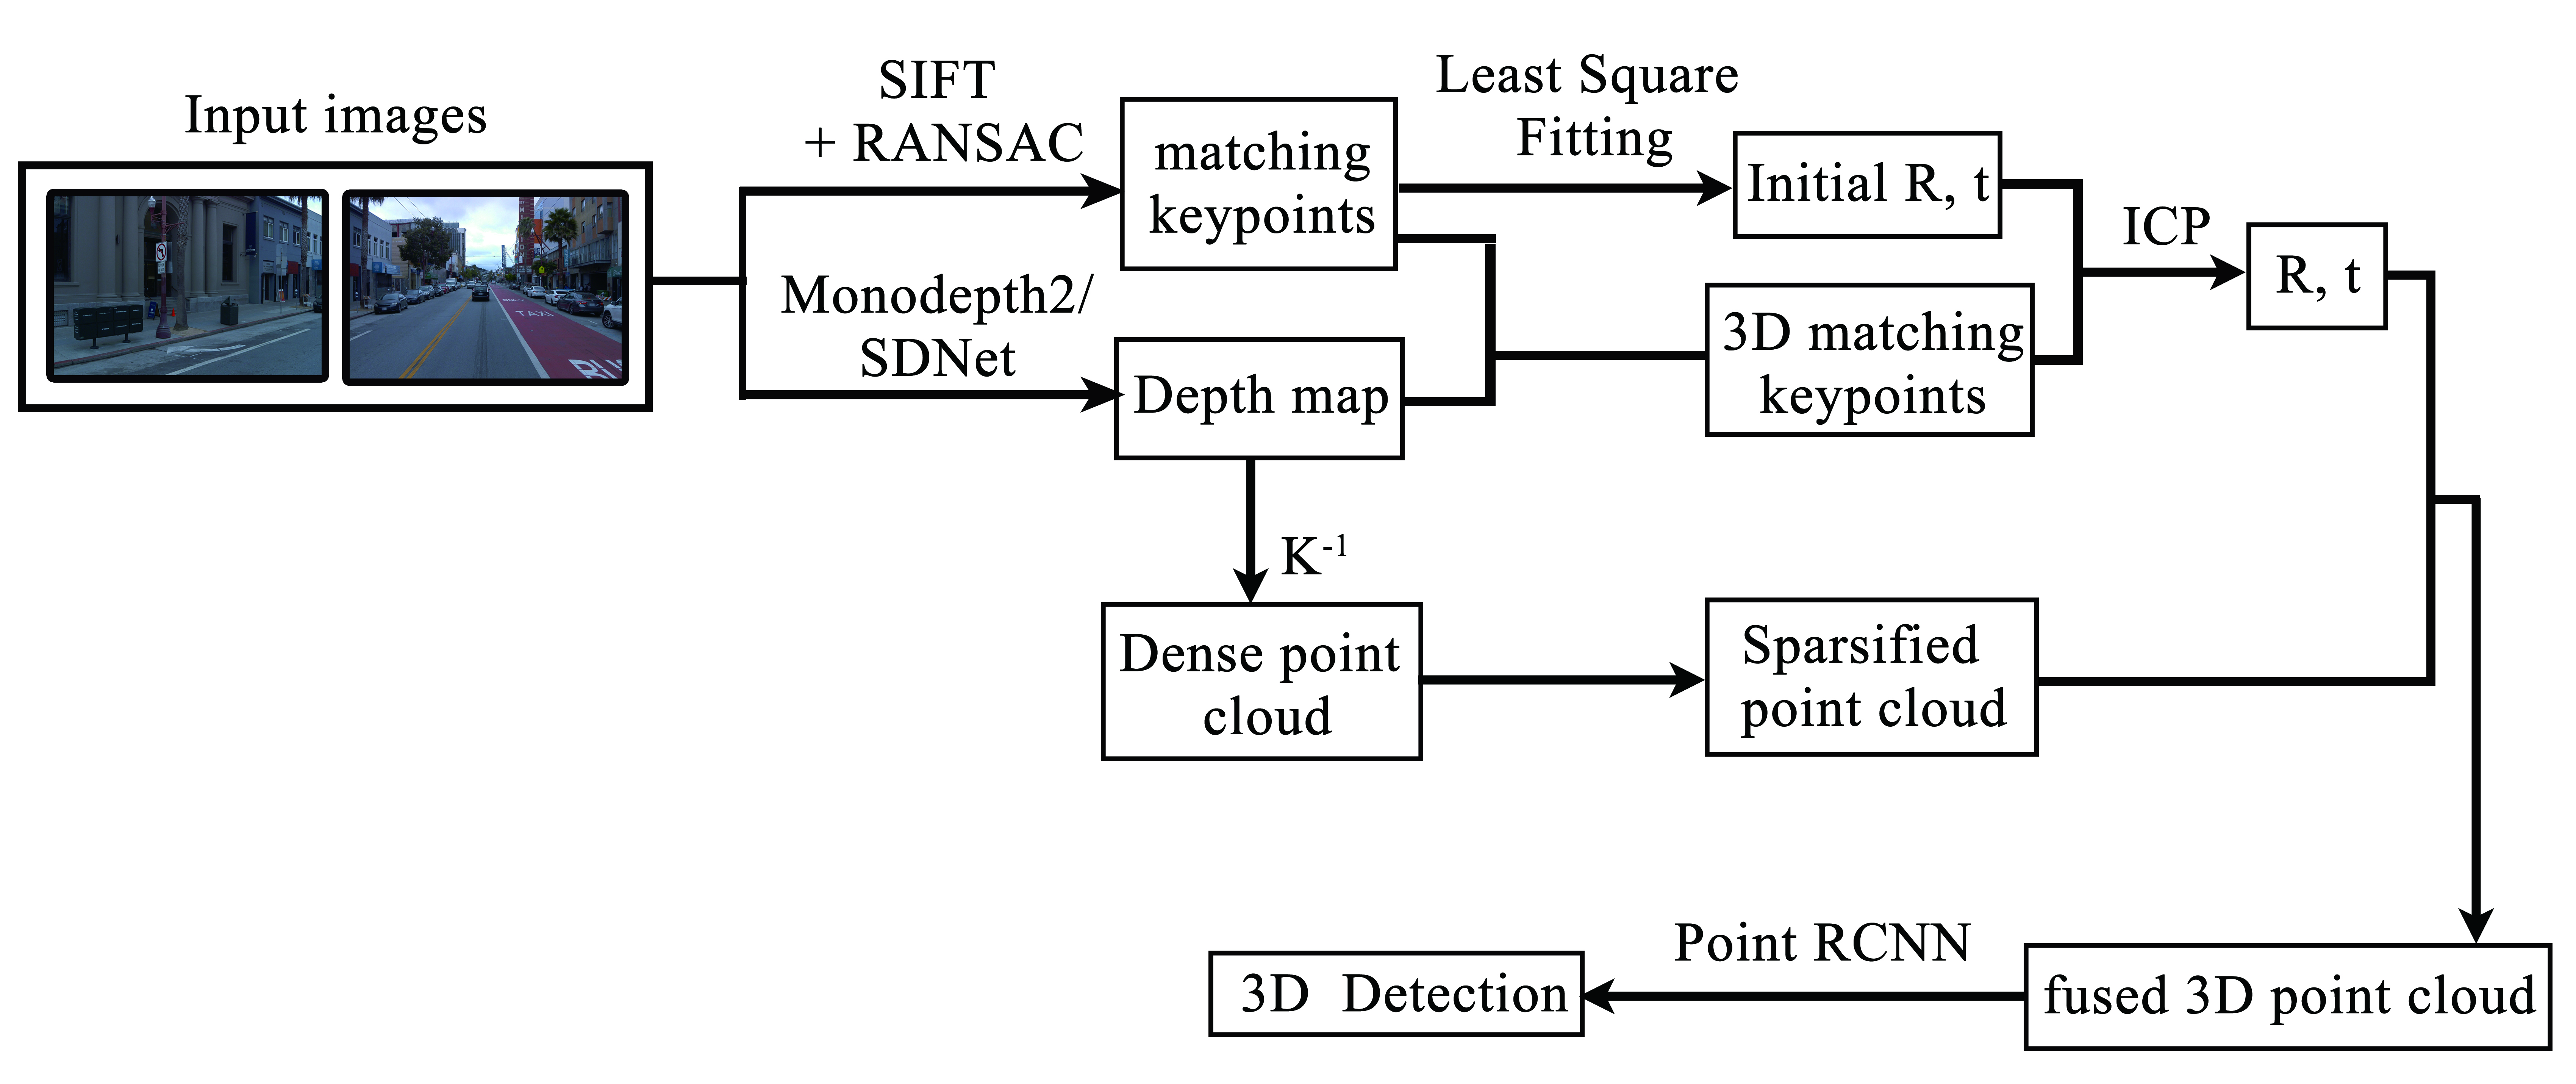 Input images
SIFT
+ RANSAC
Monodepth2/
SDNet
matching
keypoints
Depth map
Least Square
Fitting
Initial R, t
3D matching
keypoints
ICP
R, t
K⁻¹
Dense point
cloud
Sparsified
point cloud
Point RCNN
3D Detection
fused 3D point cloud
TAXI